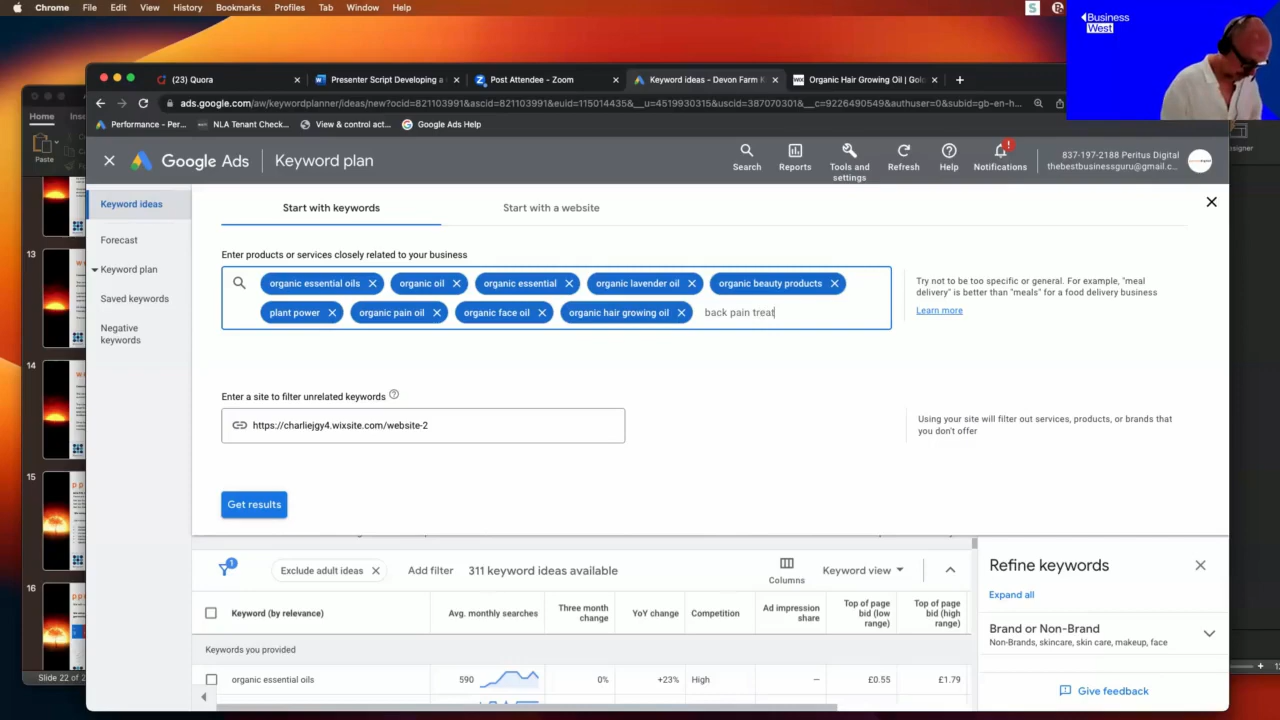 Chrome File Edit View History Bookmarks Profiles Tab Window Help
Business
West
(23) Quora
Presenter Script Developing a
Post Attendee - Zoom
Keyword ideas - Devon Farm K
Organic Hair Growing Oil | Gol
ads.google.com/aw/keywordplanner/ideas/new?ocid=821103991&ascid=821103991&euid=115014435&__u=4519930315&uscid=387070301&__c=9226490549&authuser=0&subid=gb-en-h...
Performance - Per...
NLA Tenant Check...
View & control act...
Google Ads Help
Home
Ins
Paste
esigner
Google Ads
Keyword plan
Search
Reports
Tools and
settings
Refresh
Help
Notifications
837-197-2188 Peritus Digital
thebestbusinessguru@gmail.c...
Keyword ideas
Forecast
Keyword plan
Saved keywords
Negative
keywords
Start with keywords
Start with a website
Enter products or services closely related to your business
organic essential oils
organic oil
organic essential
organic lavender oil
organic beauty products
plant power
organic pain oil
organic face oil
organic hair growing oil
back pain treat
Try not to be too specific or general. For example, "meal
delivery" is better than "meals" for a food delivery business
Learn more
Enter a site to filter unrelated keywords
https://charliejgy4.wixsite.com/website-2
Using your site will filter out services, products, or brands that
you don't offer
Get results
1
Exclude adult ideas
Add filter
311 keyword ideas available
Columns
Keyword view
Keyword (by relevance)
Avg. monthly searches
Three month
change
YoY change
Competition
Ad impression
share
Top of page
bid (low
range)
Top of page
bid (high
range)
Keywords you provided
organic essential oils
590
0%
+23%
High
–
£0.55
£1.79
Refine keywords
Expand all
Brand or Non-Brand
Non-Brands, skincare, skin care, makeup, face
Give feedback
13
14
15
16
Slide 22 of 2